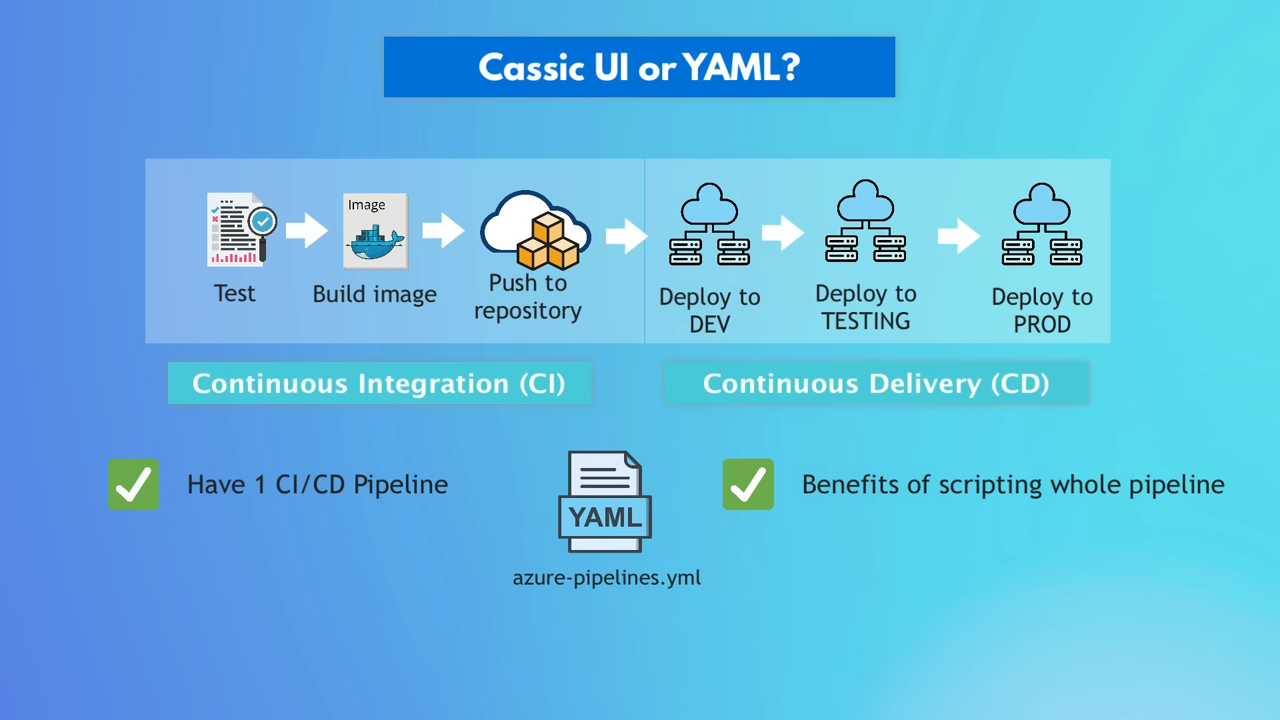 Cassic UI or YAML?
Image
Test
Build image
Push to
repository
Deploy to
DEV
Deploy to
TESTING
Deploy to
PROD
Continuous Integration (CI)
Continuous Delivery (CD)
Have 1 CI/CD Pipeline
YAML
azure-pipelines.yml
Benefits of scripting whole pipeline